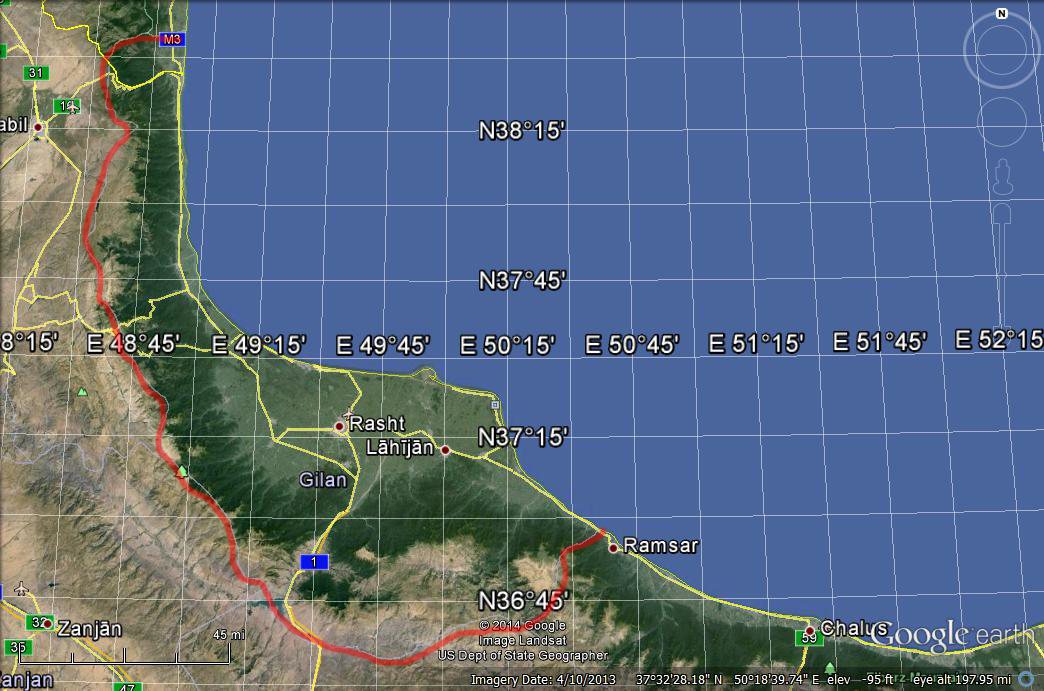 N
M3
31
19
abil
N38°15'
N37°45'
8°15' E 48°45' E 49°15' E 49°45' E 50°15' E 50°45' E 51°15' E 51°45' E 52°15
Rasht
N37°15'
Lāhījān
Gilan
Ramsar
1
N36°45'
32
Zanjān
45 mi
© 2014 Google
Image Landsat
US Dept of State Geographer
59
Chalus
Google earth
35
anjan
47
Imagery Date: 4/10/2013 37°32'28.18" N 50°18'39.74" E elev -95 ft eye alt 197.95 mi